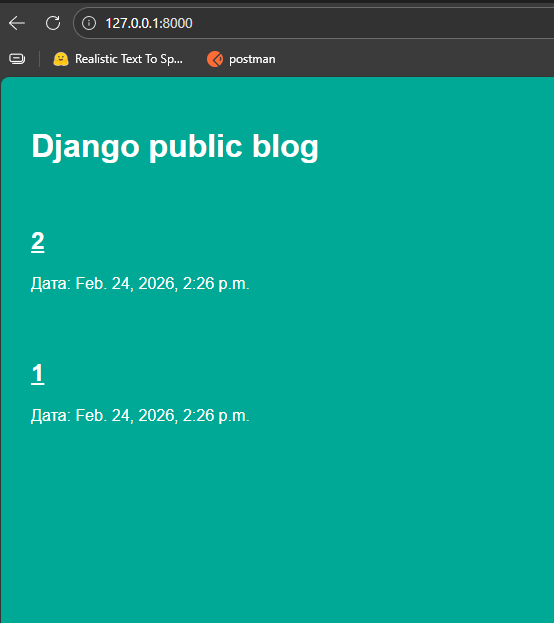 127.0.0.1:8000
Realistic Text To Sp... postman
Django public blog
2
Дата: Feb. 24, 2026, 2:26 p.m.
1
Дата: Feb. 24, 2026, 2:26 p.m.